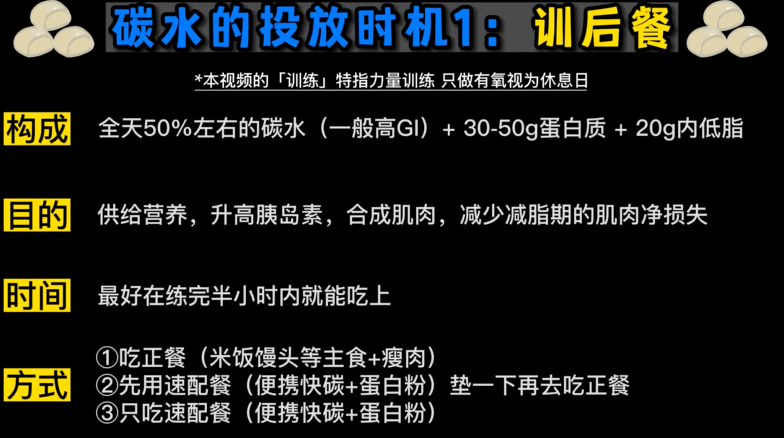 碳水的投放时机1：训后餐
*本视频的「训练」特指力量训练 只做有氧视为休息日
构成 全天50%左右的碳水（一般高GI）+ 30-50g蛋白质 + 20g内低脂
目的 供给营养，升高胰岛素，合成肌肉，减少减脂期的肌肉净损失
时间 最好在练完半小时内就能吃上
①吃正餐（米饭馒头等主食+瘦肉）
方式 ②先用速配餐（便携快碳+蛋白粉）垫一下再去吃正餐
③只吃速配餐（便携快碳+蛋白粉）